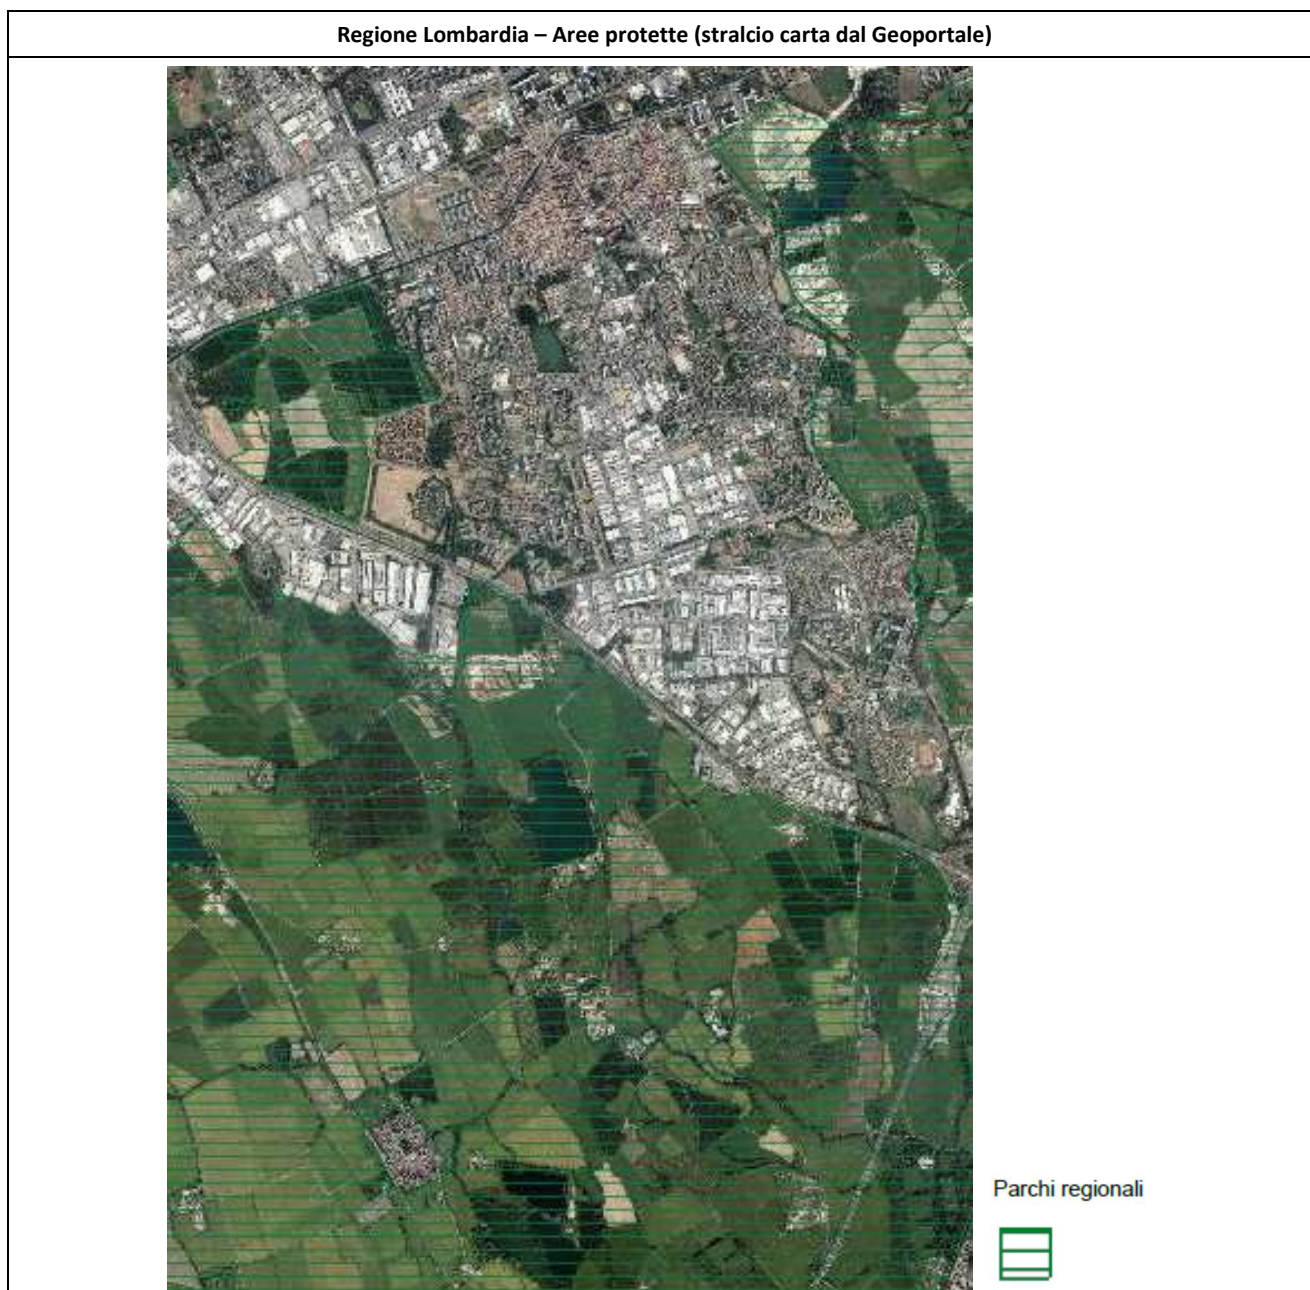 Regione Lombardia – Aree protette (stralcio carta dal Geoportale)
Parchi regionali